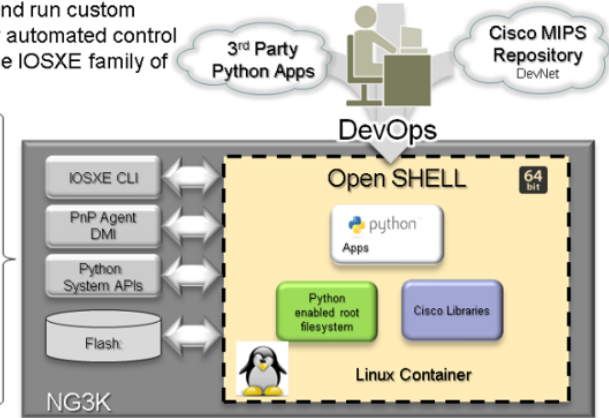 nd run custom
automated control
e IOSXE family of
3rd Party
Python Apps
Cisco MIPS
Repository
DevNet
DevOps
IOSXE CLI
PnP Agent
DMI
Python
System APIs
Flash:
NG3K
Open SHELL
64
bit
python
Apps
Python
enabled root
filesystem
Cisco Libraries
Linux Container